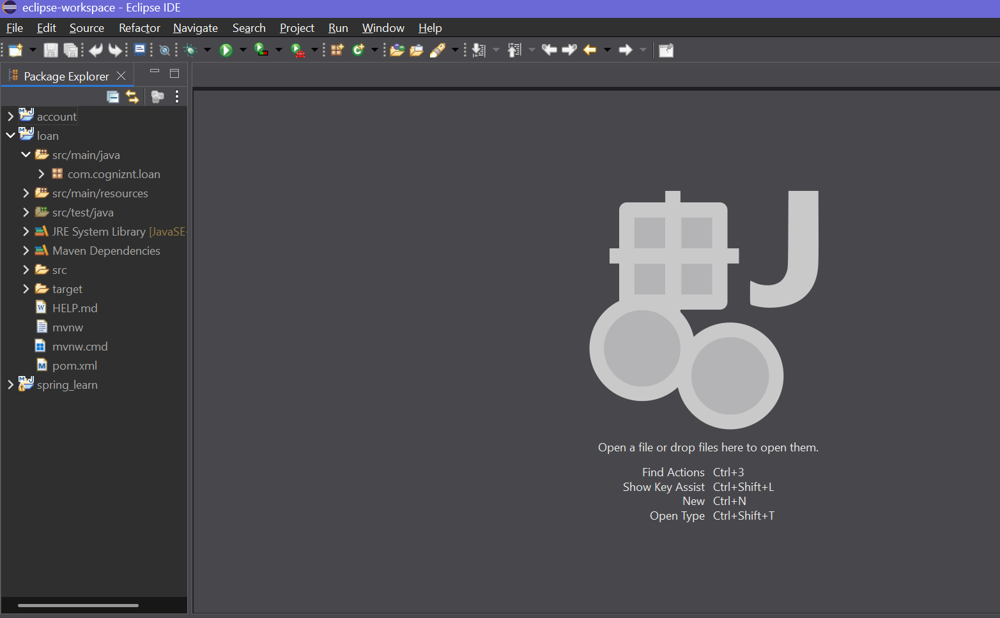 eclipse-workspace - Eclipse IDE
File Edit Source Refactor Navigate Search Project Run Window Help
Package Explorer
account
loan
src/main/java
com.cogniznt.loan
src/main/resources
src/test/java
JRE System Library [JavaSE-
Maven Dependencies
src
target
HELP.md
mvnw
mvnw.cmd
pom.xml
spring_learn
Open a file or drop files here to open them.
Find Actions Ctrl+3
Show Key Assist Ctrl+Shift+L
New Ctrl+N
Open Type Ctrl+Shift+T